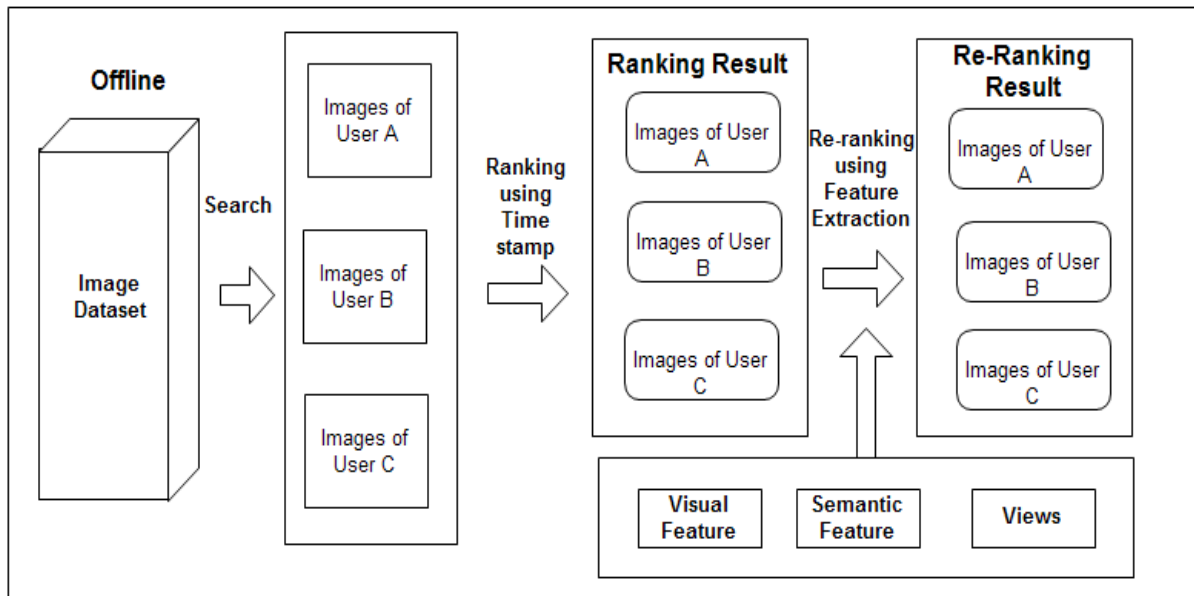 Offline
Image
Dataset
Search
Images of
User A
Images of
User B
Images of
User C
Ranking
using
Time
stamp
Ranking Result
Images of User
A
Images of User
B
Images of User
C
Re-ranking
using
Feature
Extraction
Re-Ranking
Result
Images of User
A
Images of User
B
Images of User
C
Visual
Feature
Semantic
Feature
Views